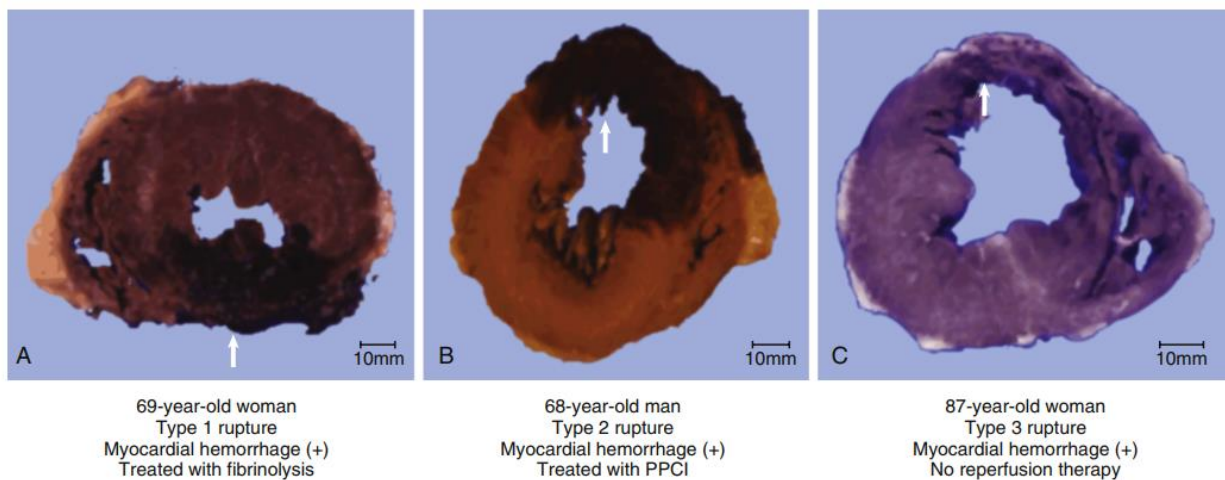 A
10mm
B
10mm
C
10mm
69-year-old woman
Type 1 rupture
Myocardial hemorrhage (+)
Treated with fibrinolysis
68-year-old man
Type 2 rupture
Myocardial hemorrhage (+)
Treated with PPCI
87-year-old woman
Type 3 rupture
Myocardial hemorrhage (+)
No reperfusion therapy